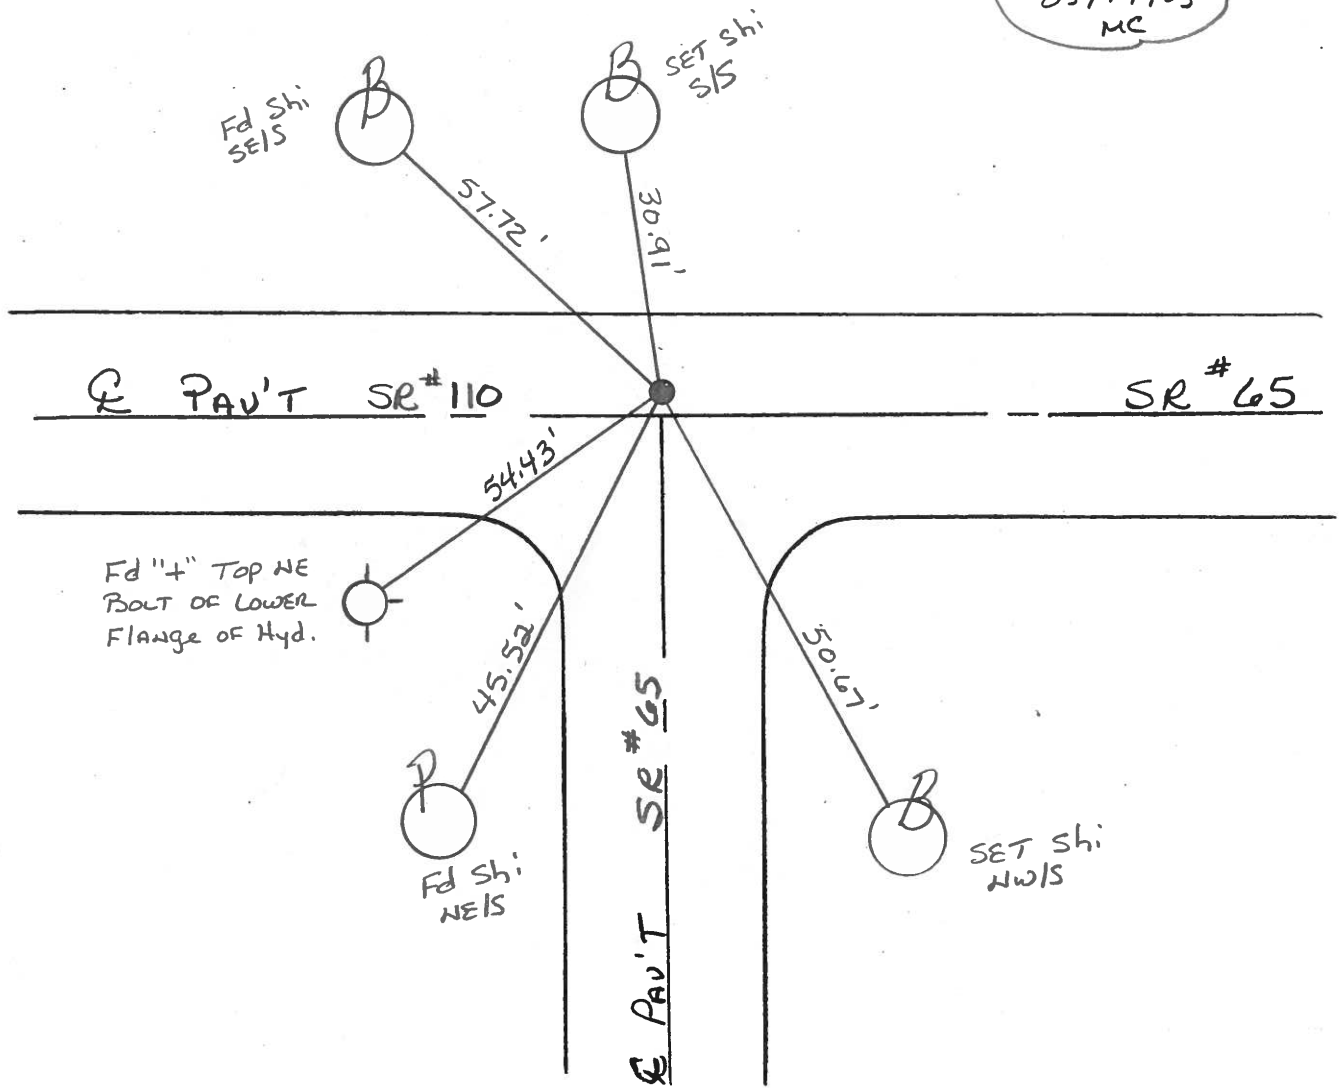 MC
B
Fd Shi
SE/S
B
SET Shi
S/S
57.72'
30.91'
℄ PAV'T SR #110
SR #65
54.43'
Fd "+" TOP NE
BOLT OF LOWER
FLANGE OF Hyd.
45.52'
50.67'
℄ PAV'T SR #65
P
Fd Shi
NE/S
B
SET Shi
NW/S